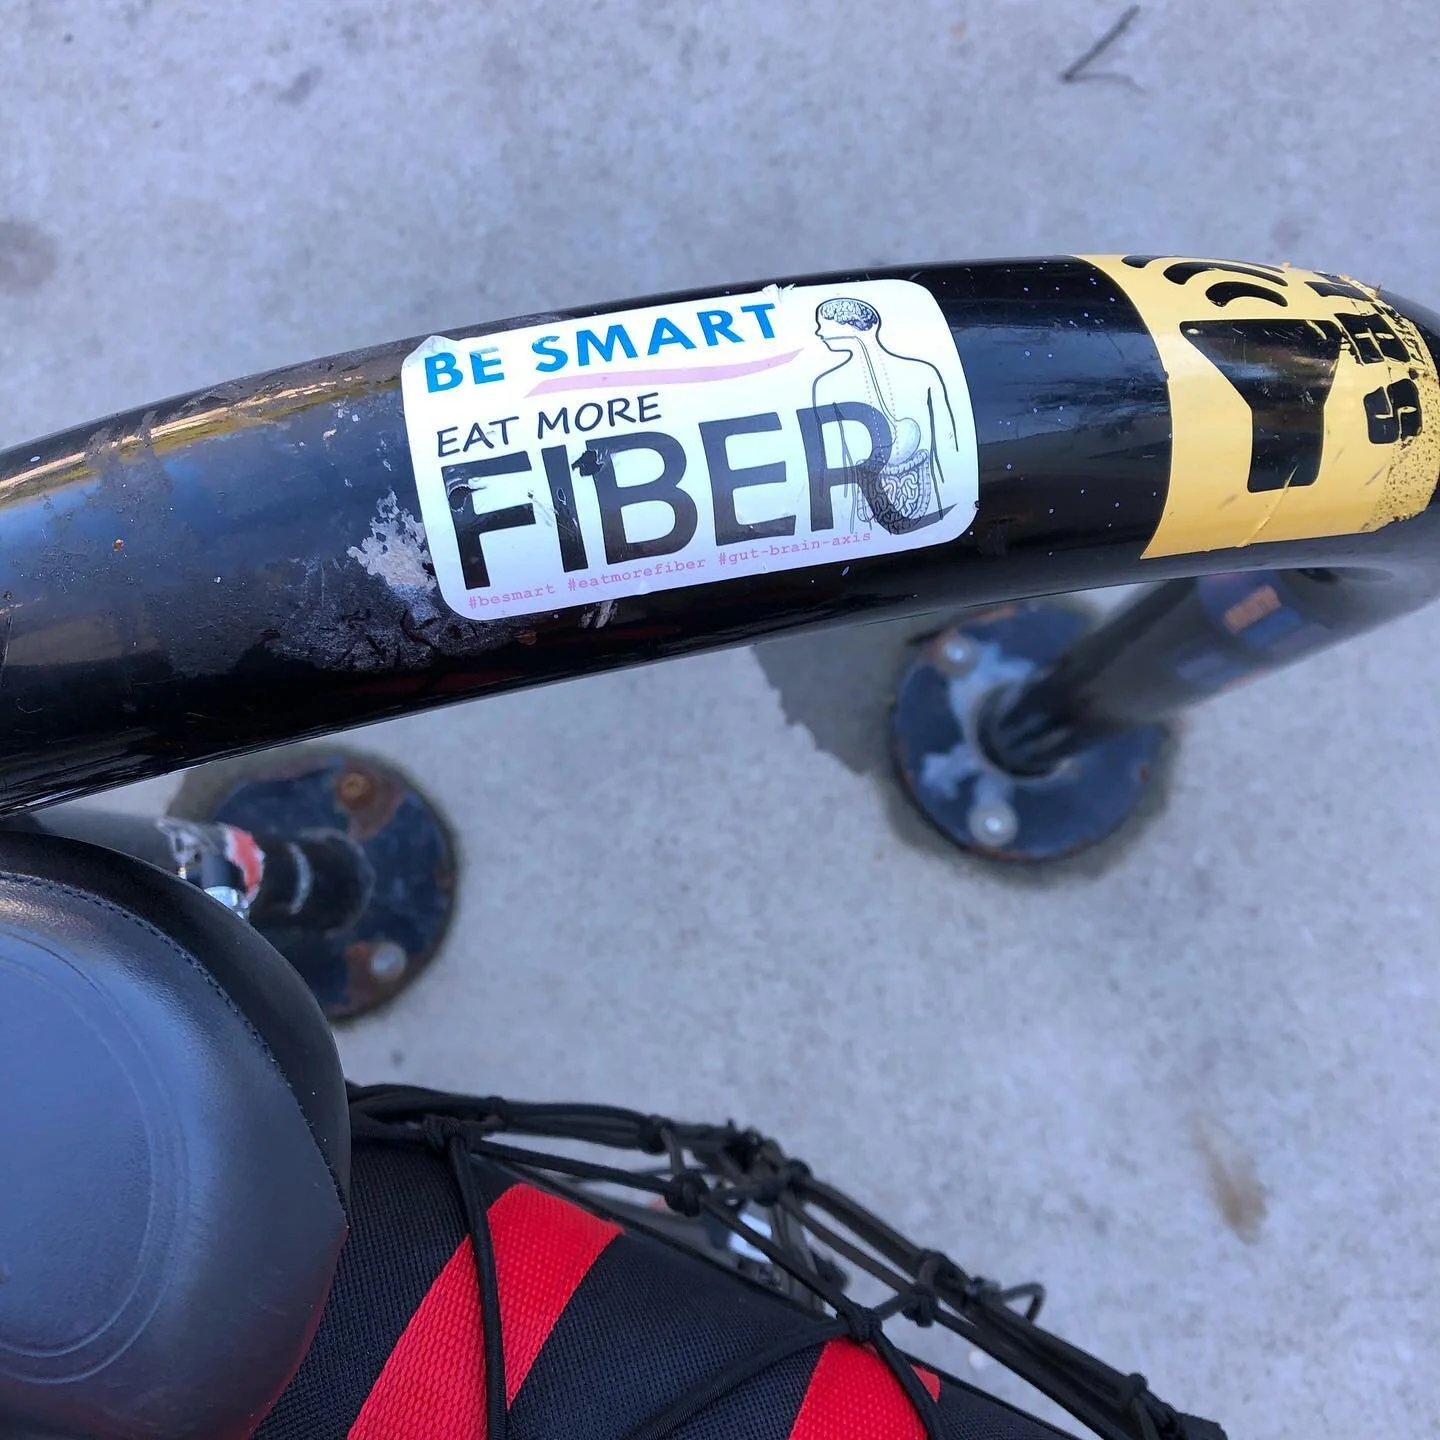 BE SMART
EAT MORE
FIBER
#besmart #eatmorefiber #gut-brain-axis